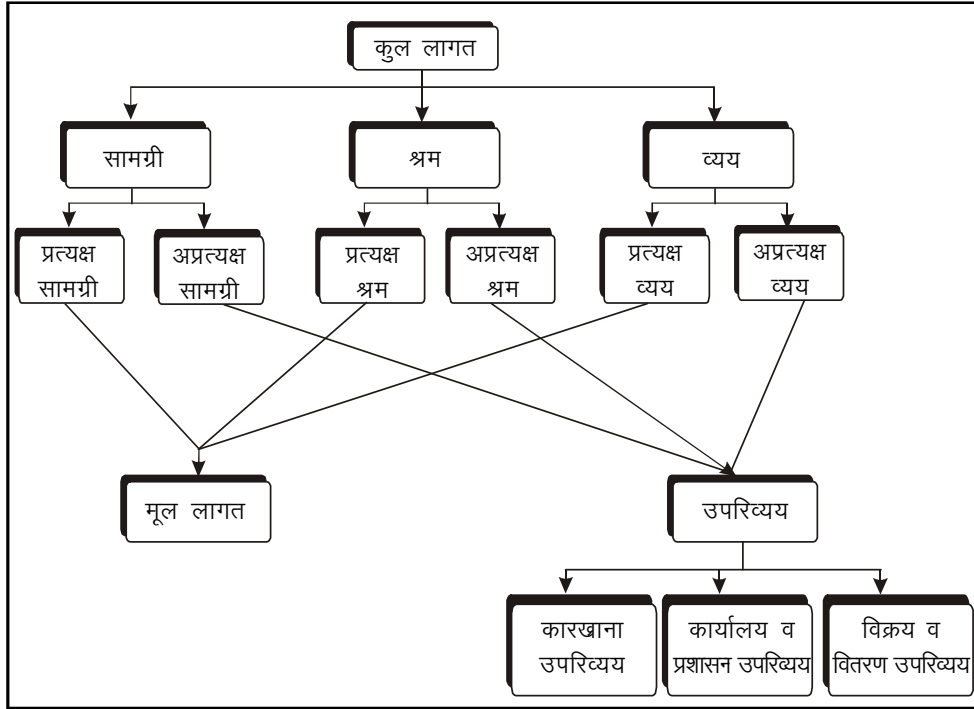 कुल लागत
सामग्री
श्रम
व्यय
प्रत्यक्ष
सामग्री
अप्रत्यक्ष
सामग्री
प्रत्यक्ष
श्रम
अप्रत्यक्ष
श्रम
प्रत्यक्ष
व्यय
अप्रत्यक्ष
व्यय
मूल लागत
उपरिव्यय
कारखाना
उपरिव्यय
कार्यालय व
प्रशासन उपरिव्यय
विक्रय व
वितरण उपरिव्यय